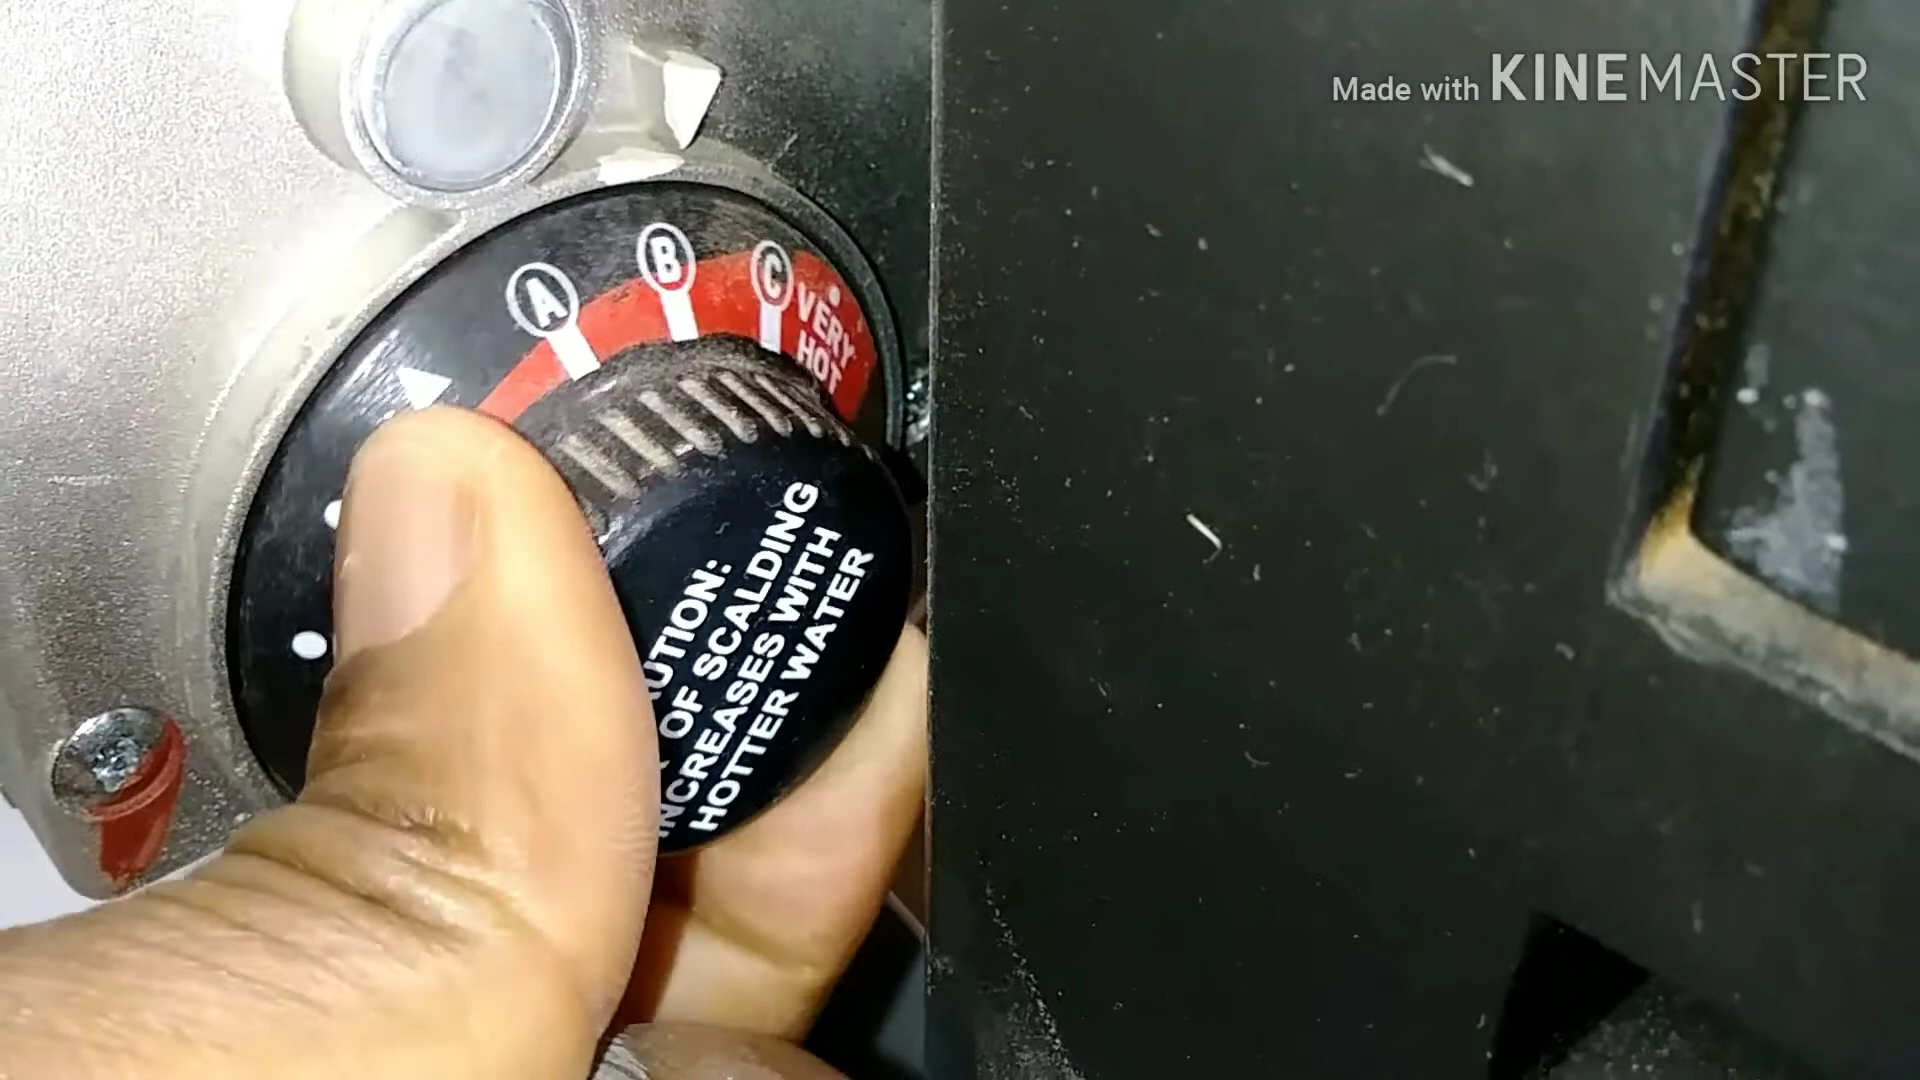 Made with KINEMASTER
A
B
C
VERY
HOT
OF SCALDING
INCREASES WITH
HOTTER WATER